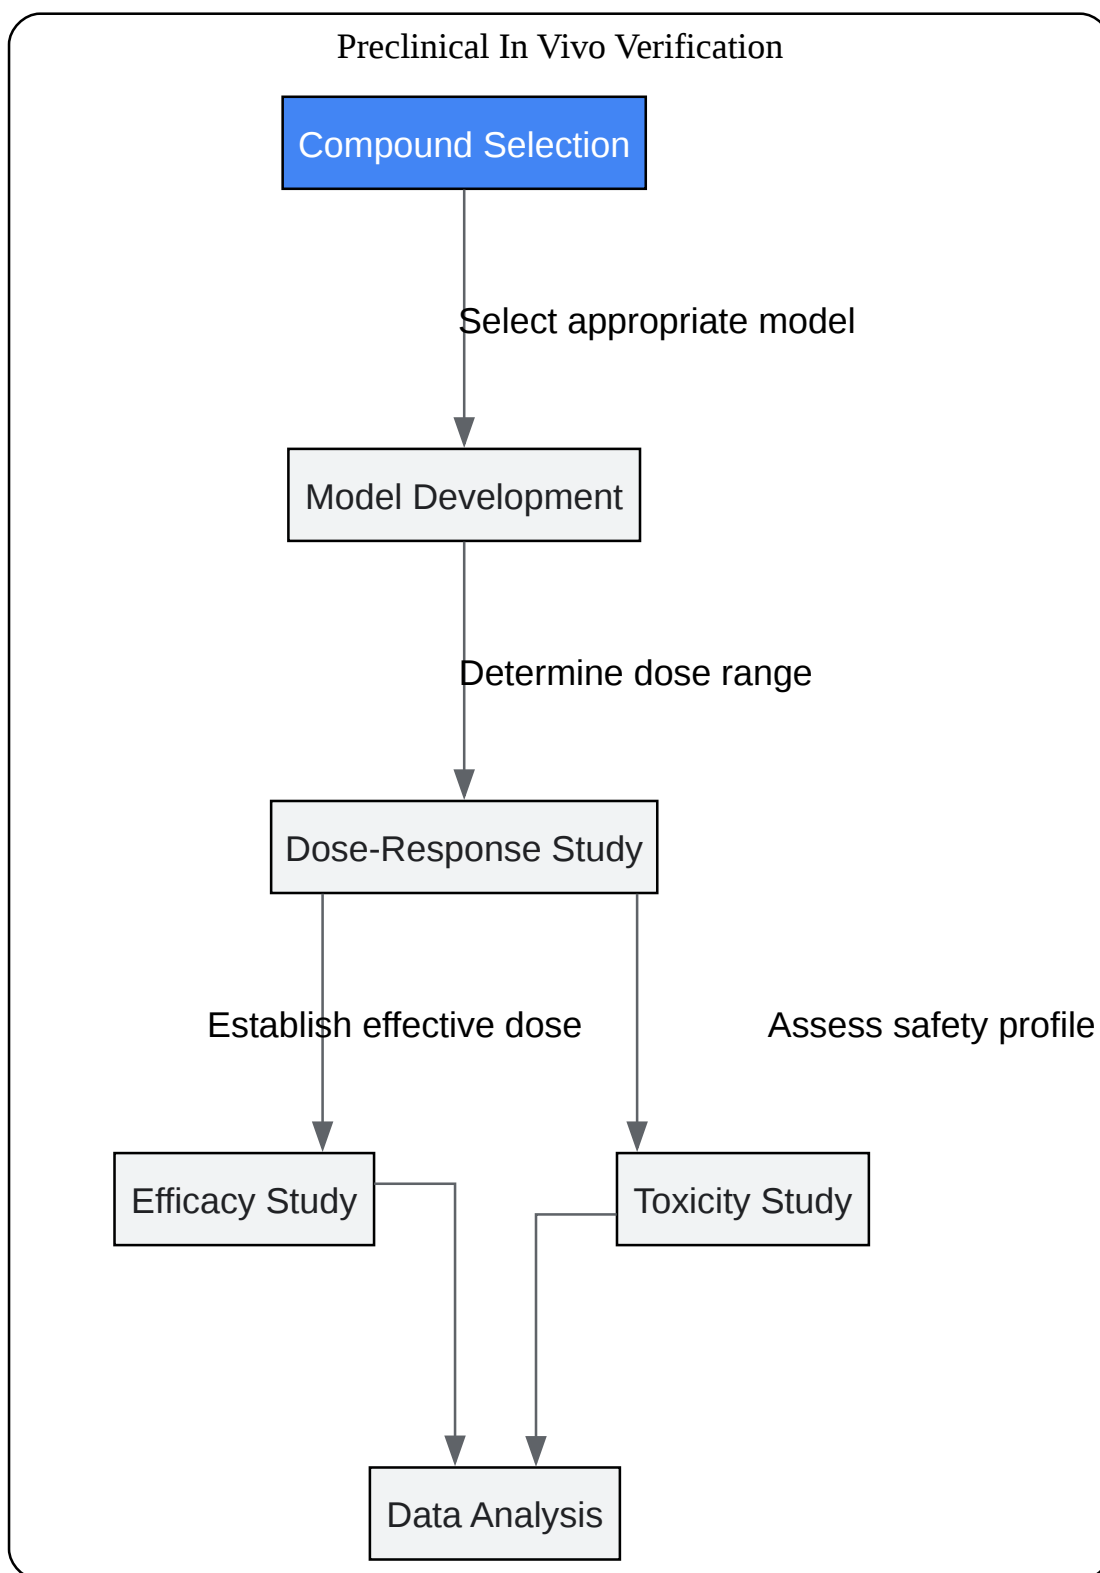 Preclinical In Vivo Verification
Compound Selection
Select appropriate model
Model Development
Determine dose range
Dose-Response Study
Establish effective dose
Assess safety profile
Efficacy Study
Toxicity Study
Data Analysis